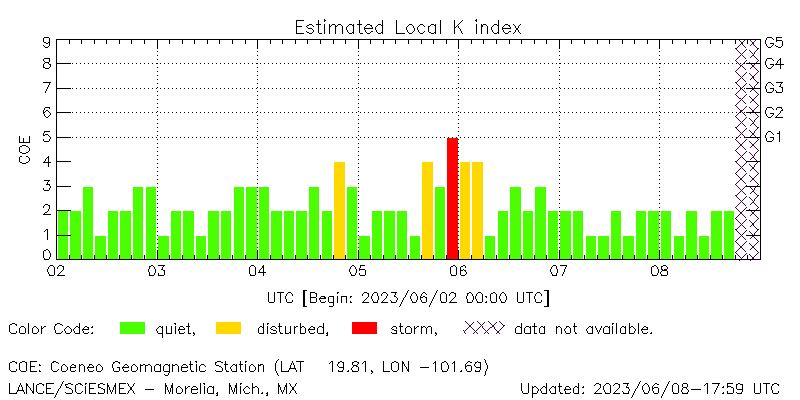 Estimated Local K index
9 G5
8 G4
7 G3
6 G2
5 G1
4
3
2
1
0
COE
02 03 04 05 06 07 08
UTC [Begin: 2023/06/02 00:00 UTC]
Color Code: quiet, disturbed, storm, data not available.
COE: Coeneo Geomagnetic Station (LAT 19.81, LON -101.69)
LANCE/SCiESMEX - Morelia, Mich., MX Updated: 2023/06/08-17:59 UTC